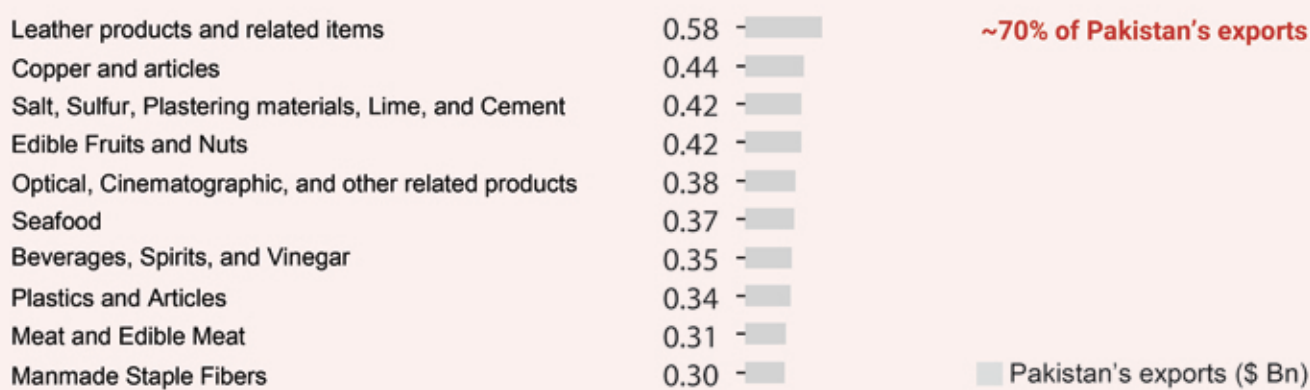 Leather products and related items 0.58 ~70% of Pakistan's exports
Copper and articles 0.44
Salt, Sulfur, Plastering materials, Lime, and Cement 0.42
Edible Fruits and Nuts 0.42
Optical, Cinematographic, and other related products 0.38
Seafood 0.37
Beverages, Spirits, and Vinegar 0.35
Plastics and Articles 0.34
Meat and Edible Meat 0.31
Manmade Staple Fibers 0.30 Pakistan's exports ($ Bn)